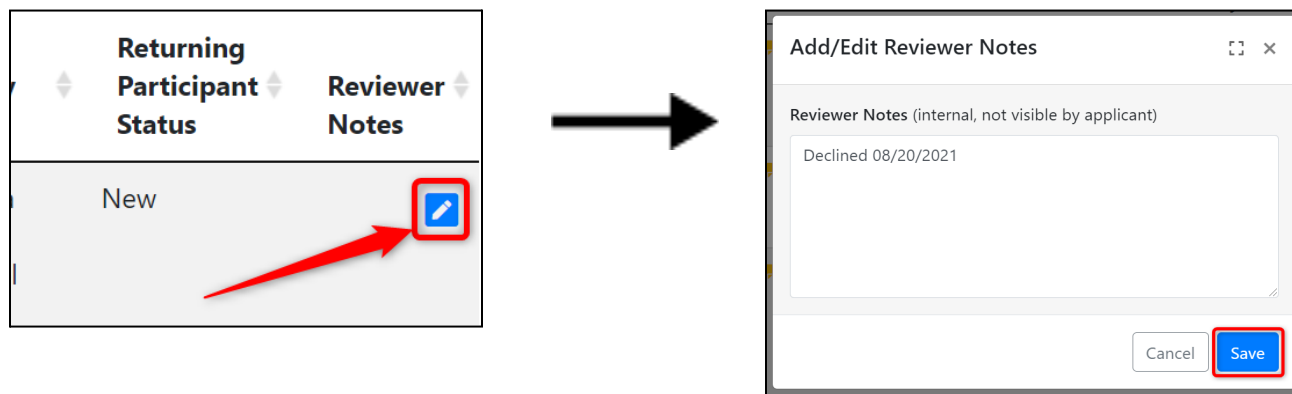 Returning
Participant
Status
Reviewer
Notes
New
Add/Edit Reviewer Notes
Reviewer Notes (internal, not visible by applicant)
Declined 08/20/2021
Cancel
Save